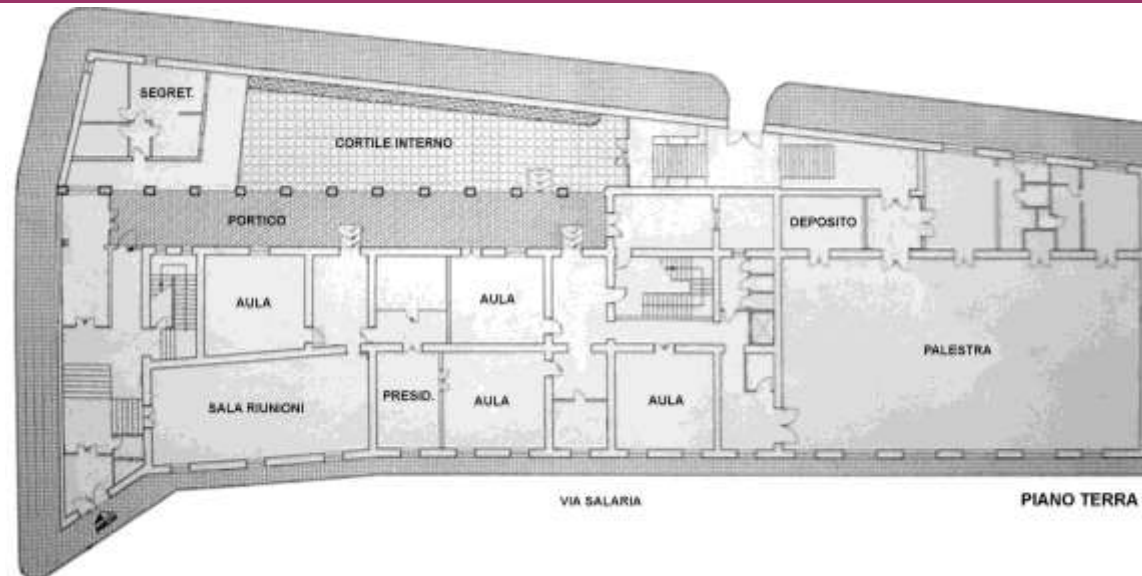 SEGRET.
CORTILE INTERNO
PORTICO
DEPOSITO
AULA
AULA
PALESTRA
SALA RIUNIONI
PRESID.
AULA
AULA
VIA SALARIA
PIANO TERRA